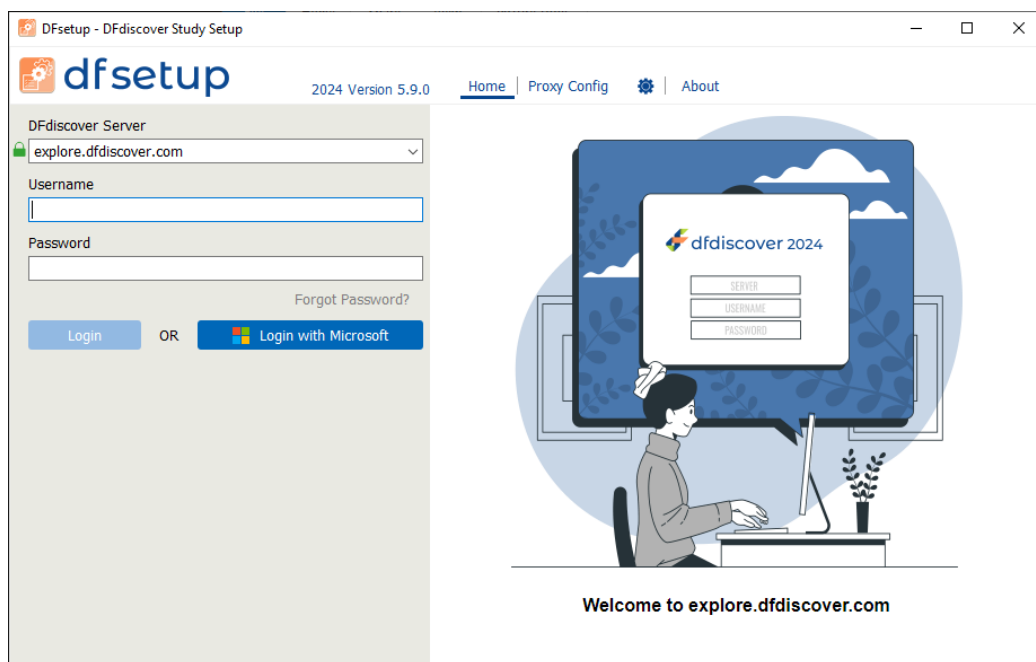 DFsetup - DFdiscover Study Setup
dfsetup
2024 Version 5.9.0
Home
Proxy Config
About
DFdiscover Server
explore.dfdiscover.com
Username
Password
Forgot Password?
Login
OR
Login with Microsoft
dfdiscover 2024
SERVER
USERNAME
PASSWORD
Welcome to explore.dfdiscover.com